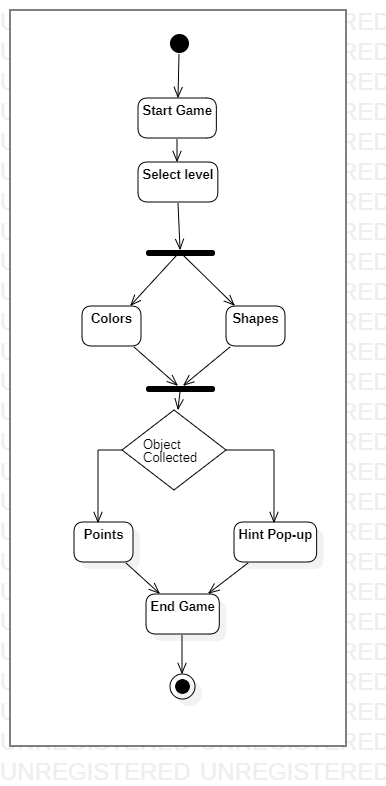 Start Game
Select level
Colors
Shapes
Object
Collected
Points
Hint Pop-up
End Game
UNREGISTERED UNREGISTERED